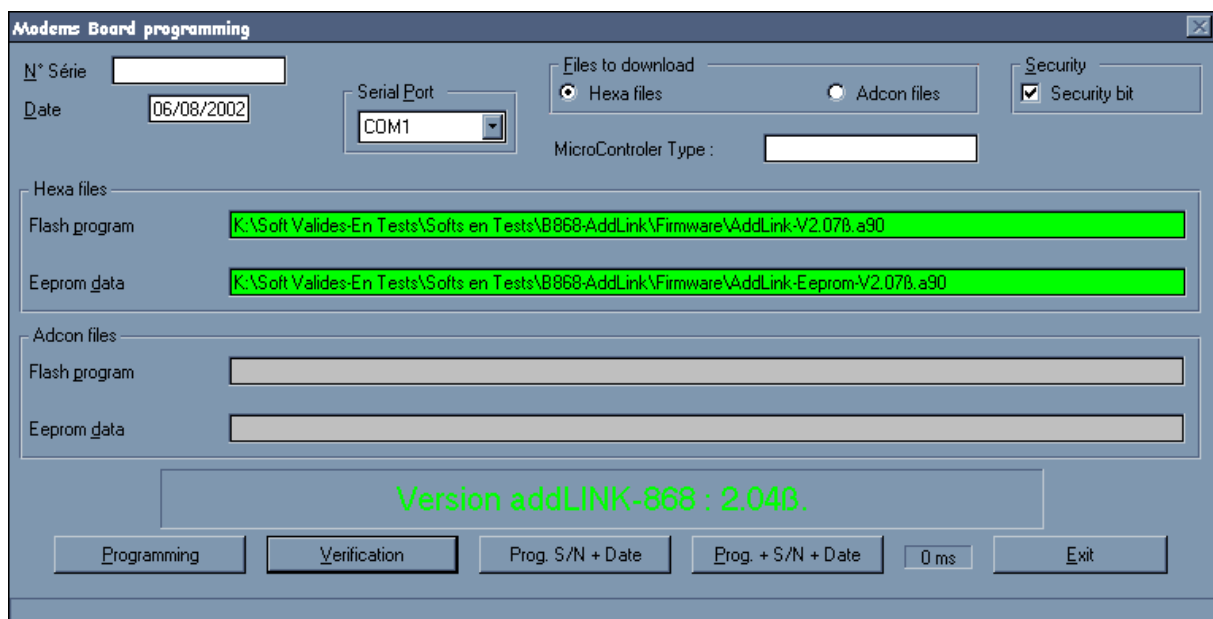 Modems Board programming
N° Série
Date 06/08/2002
Serial Port
COM1
Files to download
Hexa files Adcon files
Security
Security bit
MicroControler Type :
Hexa files
Flash program K:\Soft Valides-En Tests\Softs en Tests\B868-AddLink\Firmware\AddLink-V2.07ß.a90
Eeprom data K:\Soft Valides-En Tests\Softs en Tests\B868-AddLink\Firmware\AddLink-Eeprom-V2.07ß.a90
Adcon files
Flash program
Eeprom data
Version addLINK-868 : 2.04ß.
Programming Verification Prog. S/N + Date Prog. + S/N + Date 0 ms Exit